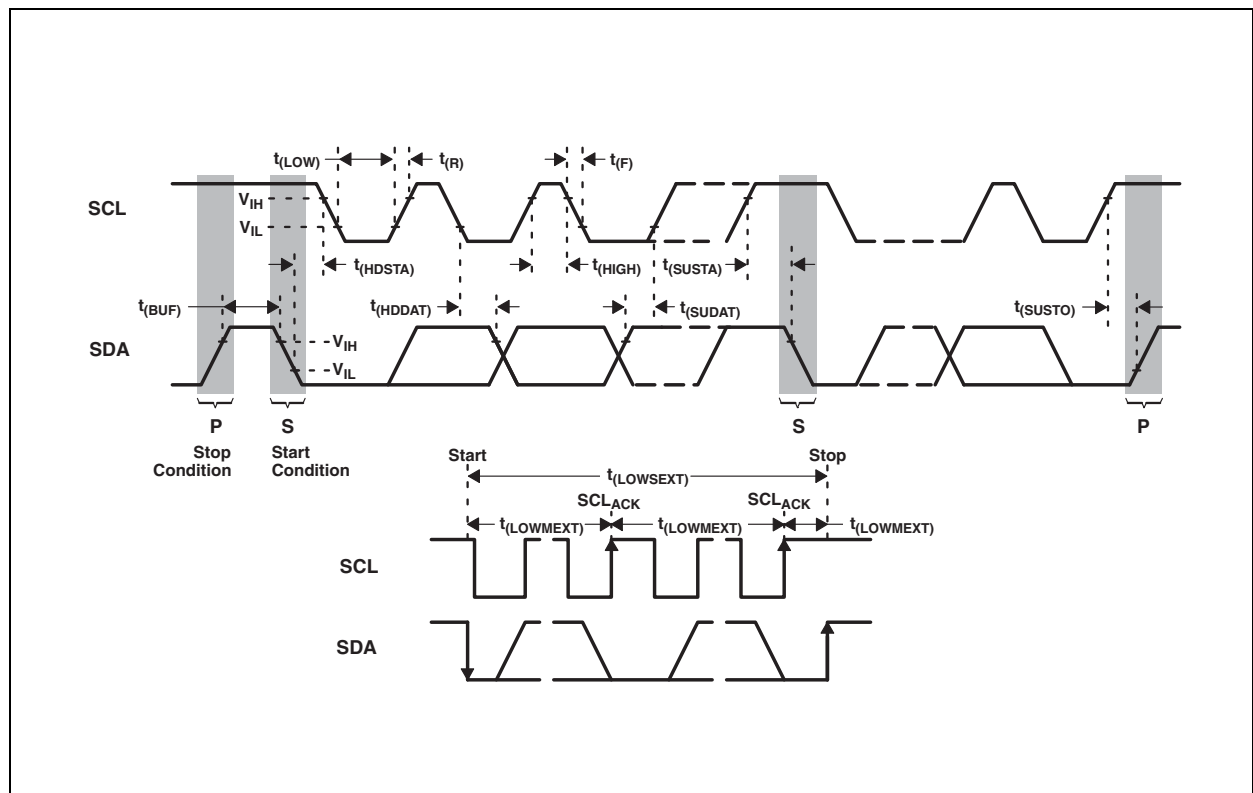 t(LOW)
t(R)
t(F)
SCL
VIH
VIL
t(HDSTA)
t(HIGH)
t(SUSTA)
t(BUF)
t(HDDAT)
t(SUDAT)
t(SUSTO)
SDA
VIH
VIL
P
S
S
P
Stop
Condition
Start
Condition
Start
Stop
t(LOWSEXT)
SCLACK
SCLACK
t(LOWMEXT)
t(LOWMEXT)
t(LOWMEXT)
SCL
SDA